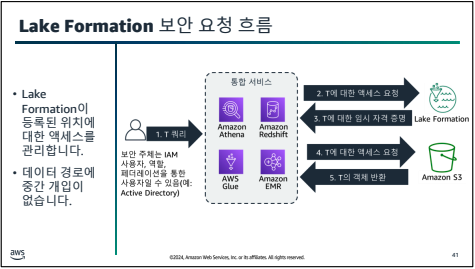 Lake Formation 보안 요청 흐름
• Lake
Formation이
등록된 위치에
대한 액세스를
관리합니다.
• 데이터 경로에
중간 개입이
없습니다.
1. T 쿼리
보안 주체는 IAM
사용자, 역할,
페더레이션을 통한
사용자일 수 있음(예:
Active Directory)
통합 서비스
Amazon
Athena
Amazon
Redshift
AWS
Glue
Amazon
EMR
2. T에 대한 액세스 요청
3. T에 대한 임시 자격 증명
Lake Formation
4. T에 대한 액세스 요청
5. T의 객체 반환
Amazon S3
aws
©2024, Amazon Web Services, Inc. or its affiliates. All rights reserved.
41